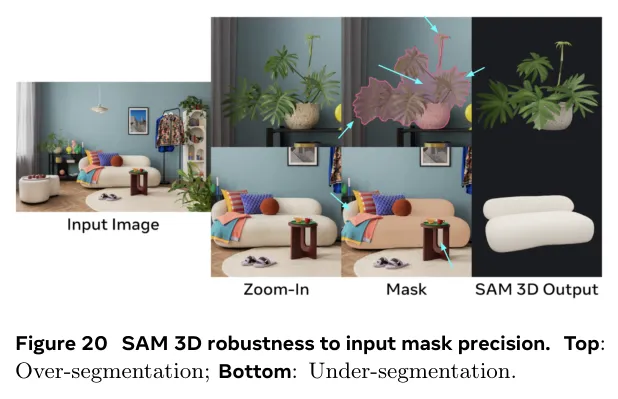 Input Image
Zoom-In
Mask
SAM 3D Output
Figure 20 SAM 3D robustness to input mask precision. Top:
Over-segmentation; Bottom: Under-segmentation.